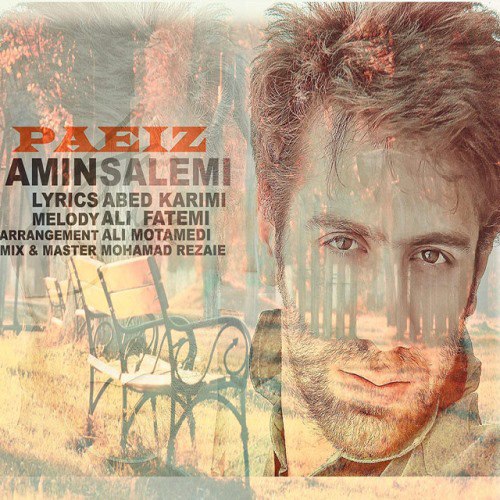 PAEIZ
AMINSALEMI
LYRICS ABED KARIMI
MELODY ALI FATEMI
ARRANGEMENT ALI MOTAMEDI
MIX & MASTER MOHAMAD REZAIE